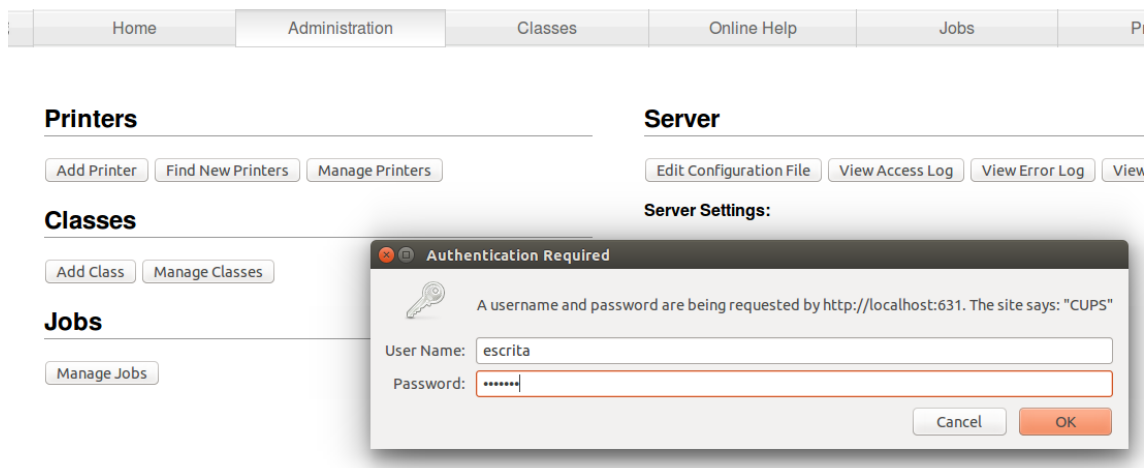 Home Administration Classes Online Help Jobs
Printers
Add Printer Find New Printers Manage Printers
Classes
Add Class Manage Classes
Jobs
Manage Jobs
Server
Edit Configuration File View Access Log View Error Log View
Server Settings:
Authentication Required
A username and password are being requested by http://localhost:631. The site says: "CUPS"
User Name: escrita
Password: •••••••
Cancel OK